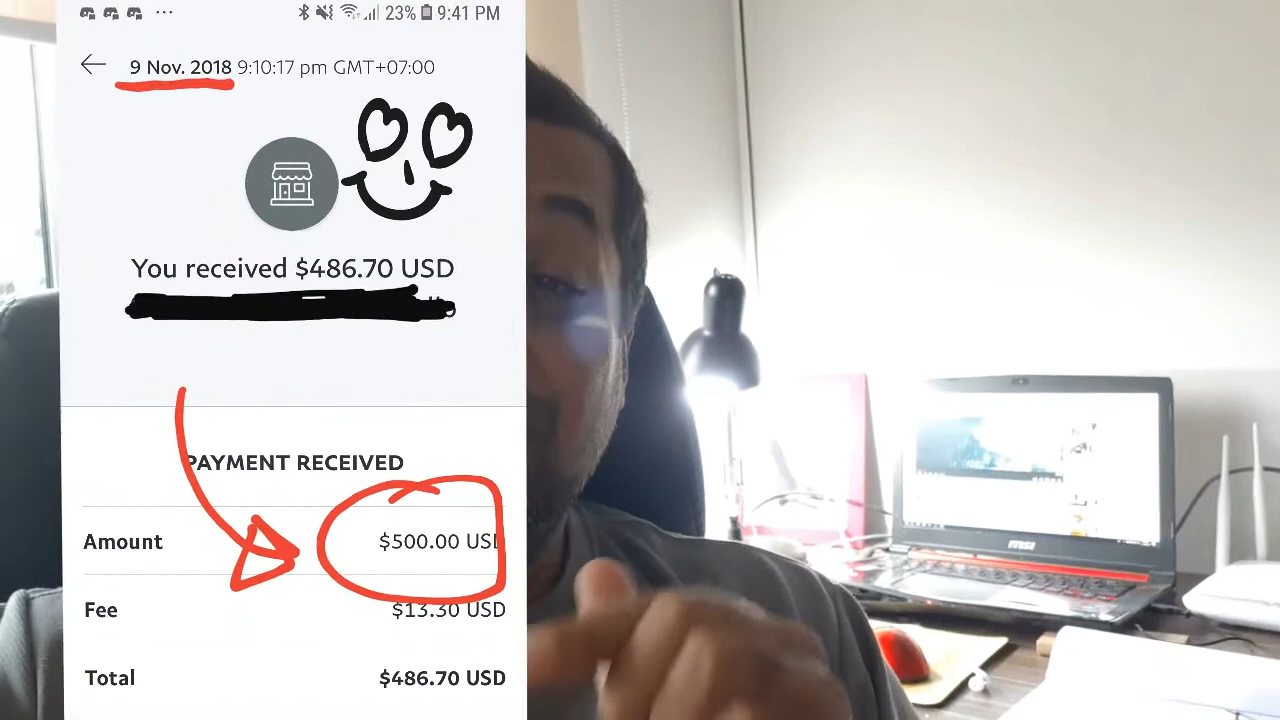 23% 9:41 PM
9 Nov. 2018 9:10:17 pm GMT+07:00
You received $486.70 USD
PAYMENT RECEIVED
Amount $500.00 USD
Fee $13.30 USD
Total $486.70 USD
msi